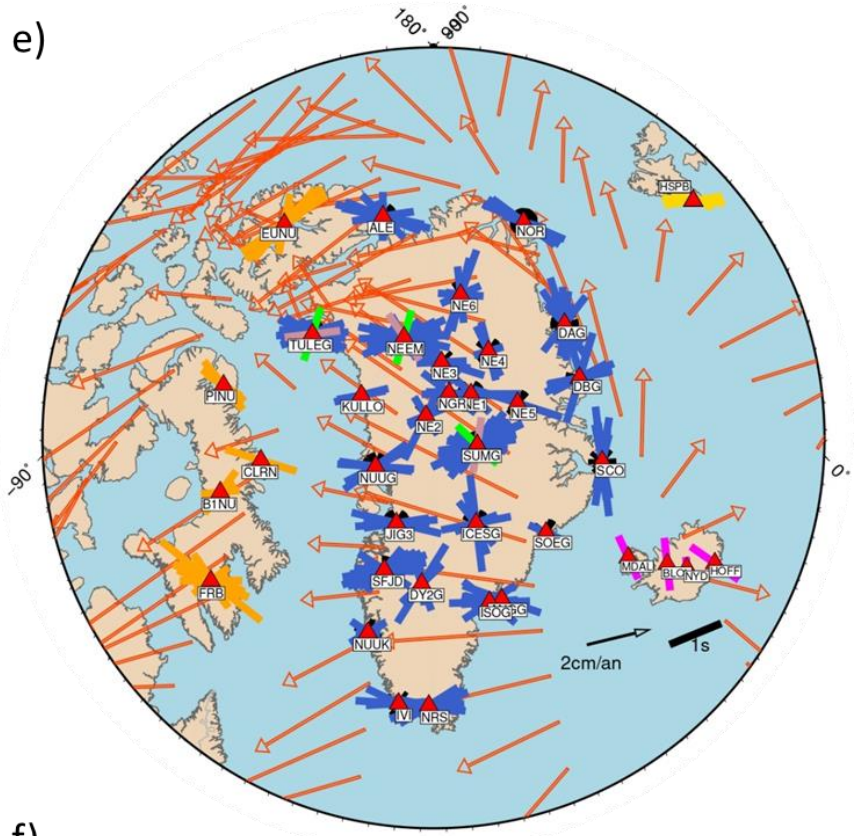 e)
180°
90°
HSPB
EUNU
ALE
NOR
NE6
DAG
TULEG
NEEM
NE4
NE3
DBG
PINU
KULLO
NGR
NE1
NE5
NE2
SUMG
-90°
CLRN
NUUG
SCO
0°
B1NU
JIG3
ICESG
SOEG
MDAL
BLO
NYD
HOFF
SFJD
FRB
DY2G
ISOG
GG
NUUK
2cm/an
1s
IVI
NRS
f)